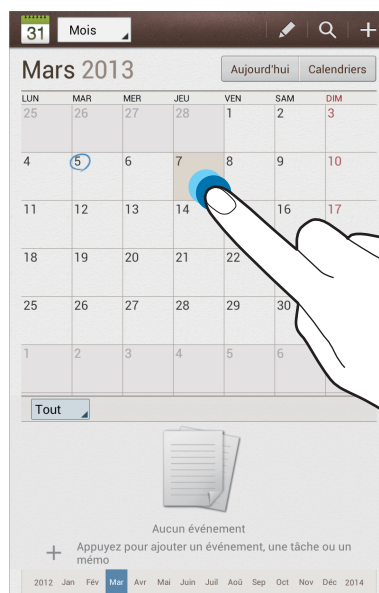 31 Mois
Mars 2013 Aujourd'hui Calendriers
LUN MAR MER JEU VEN SAM DIM
25 26 27 28 1 2 3
4 5 6 7 8 9 10
11 12 13 14 16 17
18 19 20 21 22
25 26 27 28 29 30
1 2 3 4 5 6
Tout
Aucun événement
+ Appuyez pour ajouter un événement, une tâche ou un
mémo
2012 Jan Fév Mar Avr Mai Juin Juil Aoû Sep Oct Nov Déc 2014